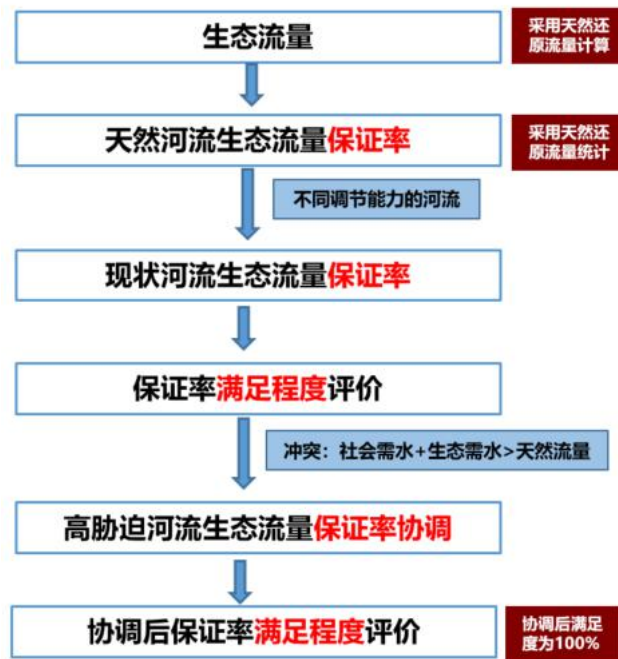 生态流量
采用天然还
原流量计算
天然河流生态流量保证率
采用天然还
原流量统计
不同调节能力的河流
现状河流生态流量保证率
保证率满足程度评价
冲突：社会需水+生态需水>天然流量
高胁迫河流生态流量保证率协调
协调后保证率满足程度评价
协调后满足
度为100%